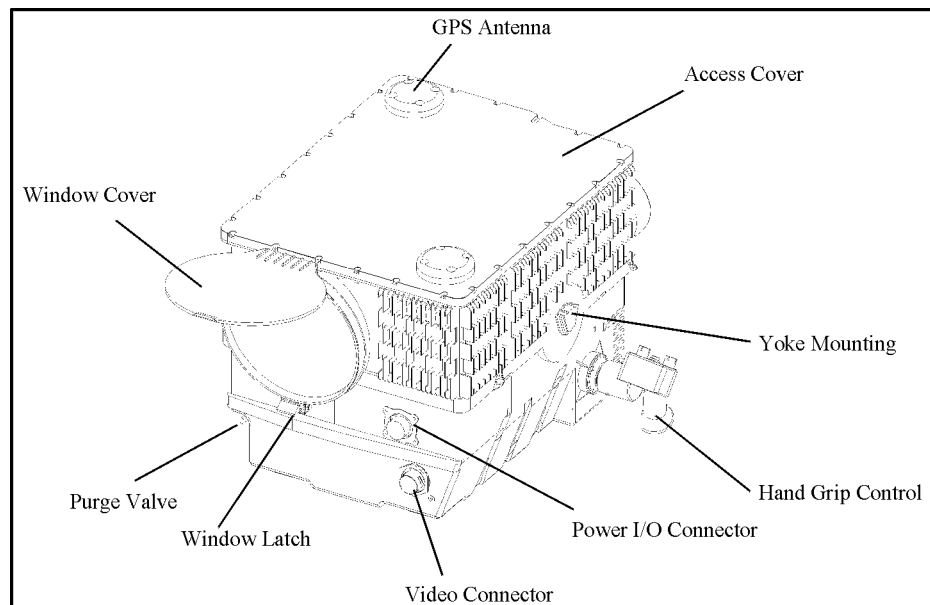 GPS Antenna
Access Cover
Window Cover
Yoke Mounting
Hand Grip Control
Purge Valve
Power I/O Connector
Window Latch
Video Connector